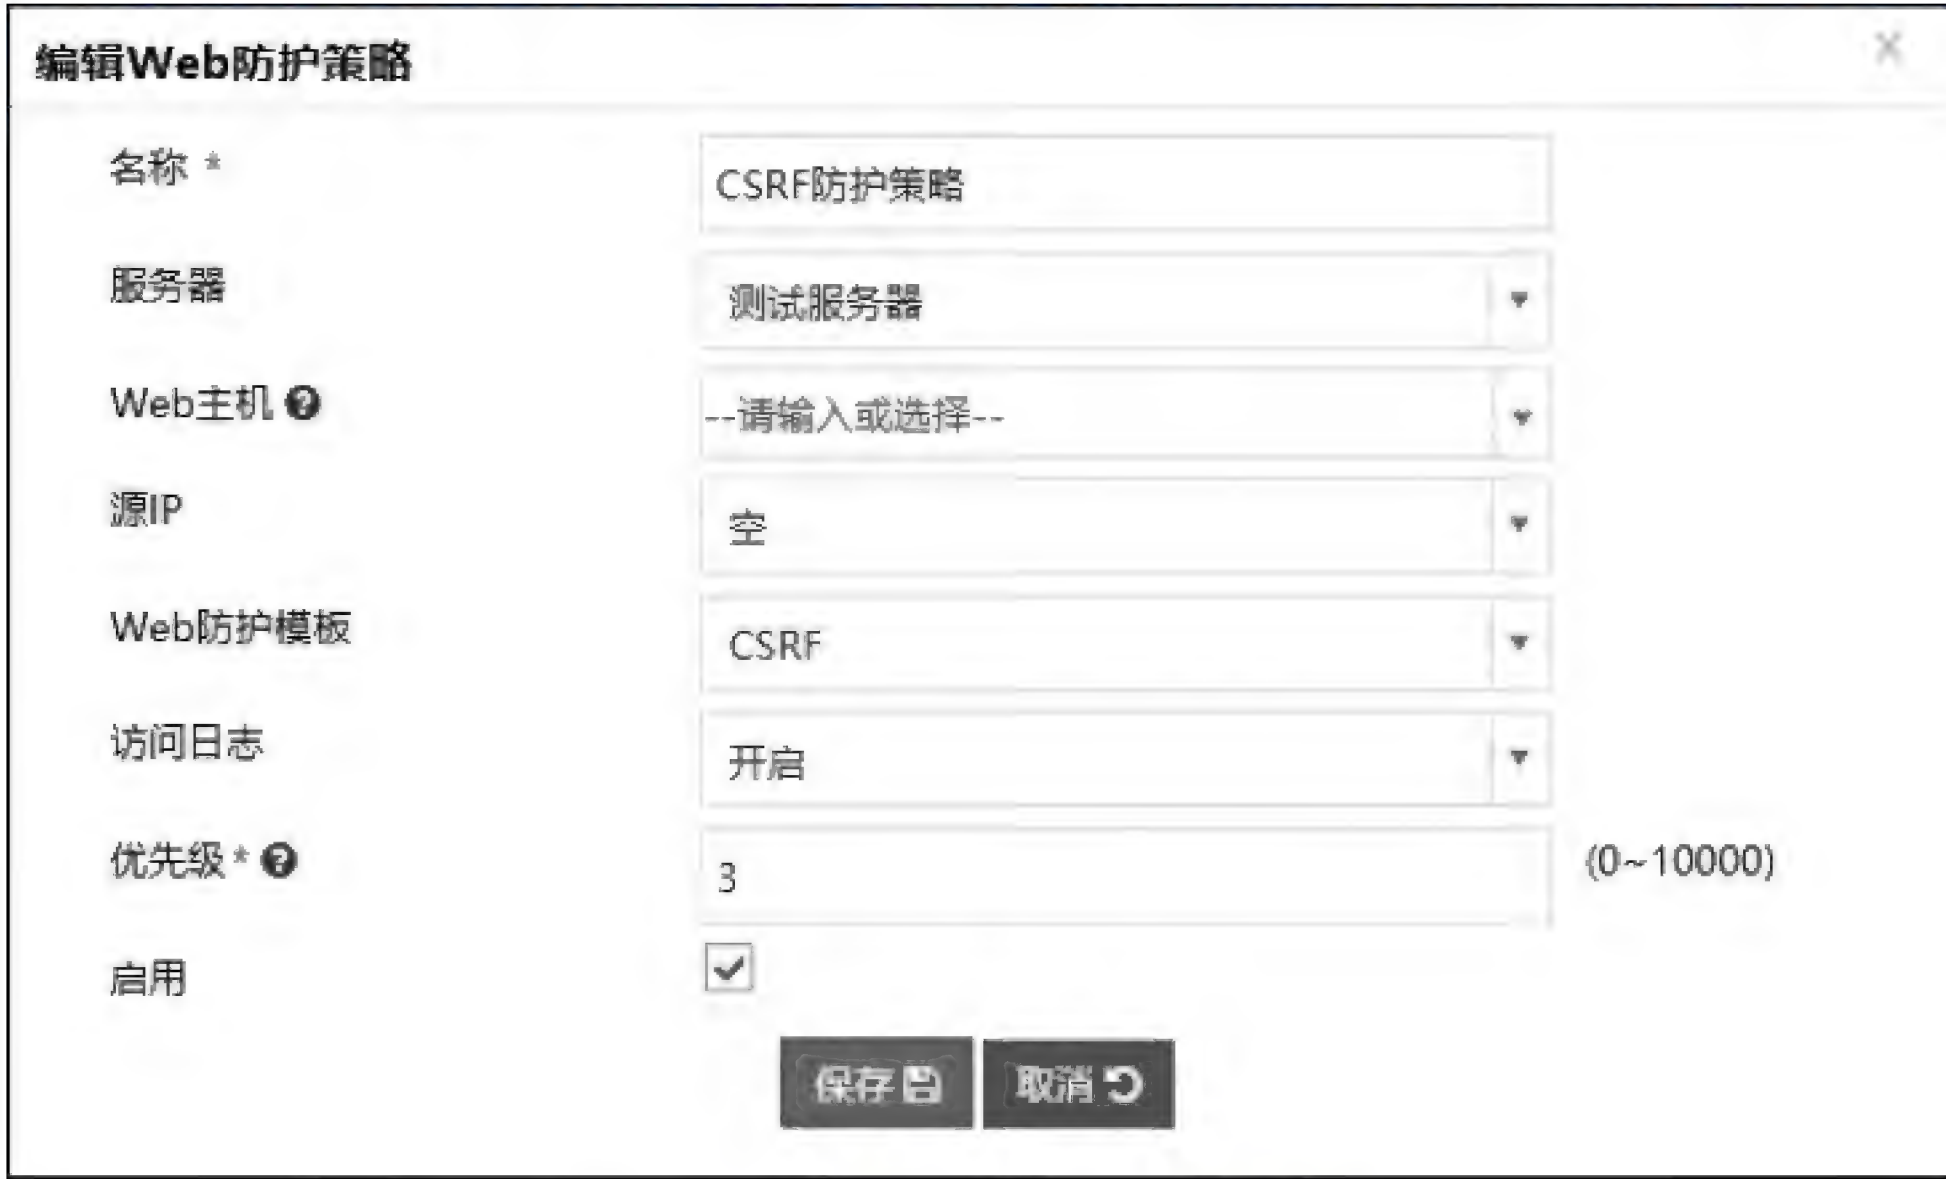 编辑Web防护策略
名称 * CSRF防护策略
服务器 测试服务器
Web主机 --请输入或选择--
源IP 空
Web防护模板 CSRF
访问日志 开启
优先级 * 3 (0~10000)
启用
保存 取消